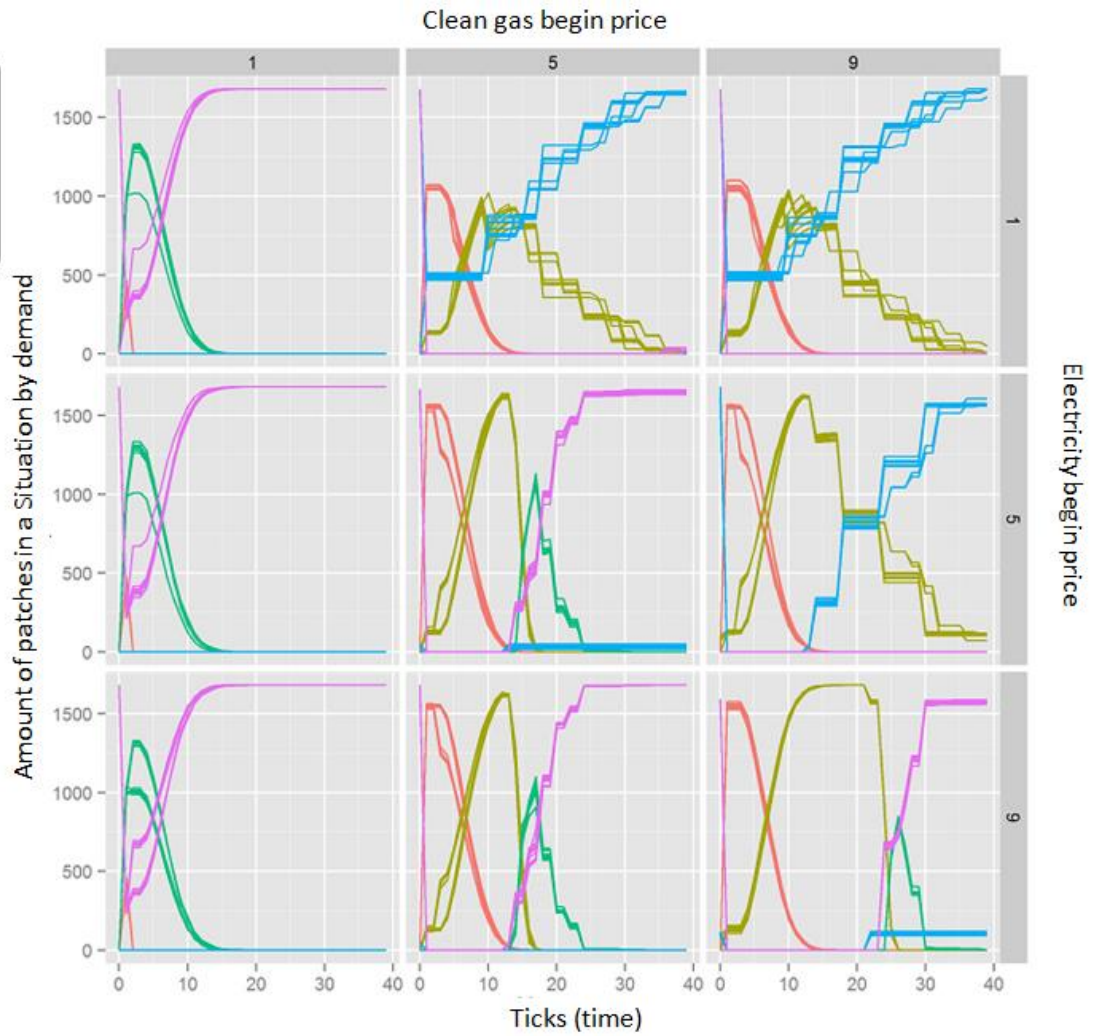 Clean gas begin price
1 5 9
1500
1000
500
0
1
1500
1000
500
0
5
1500
1000
500
0
9
0 10 20 30 40 0 10 20 30 40 0 10 20 30 40
Ticks (time)
Amount of patches in a Situation by demand
Electricity begin price